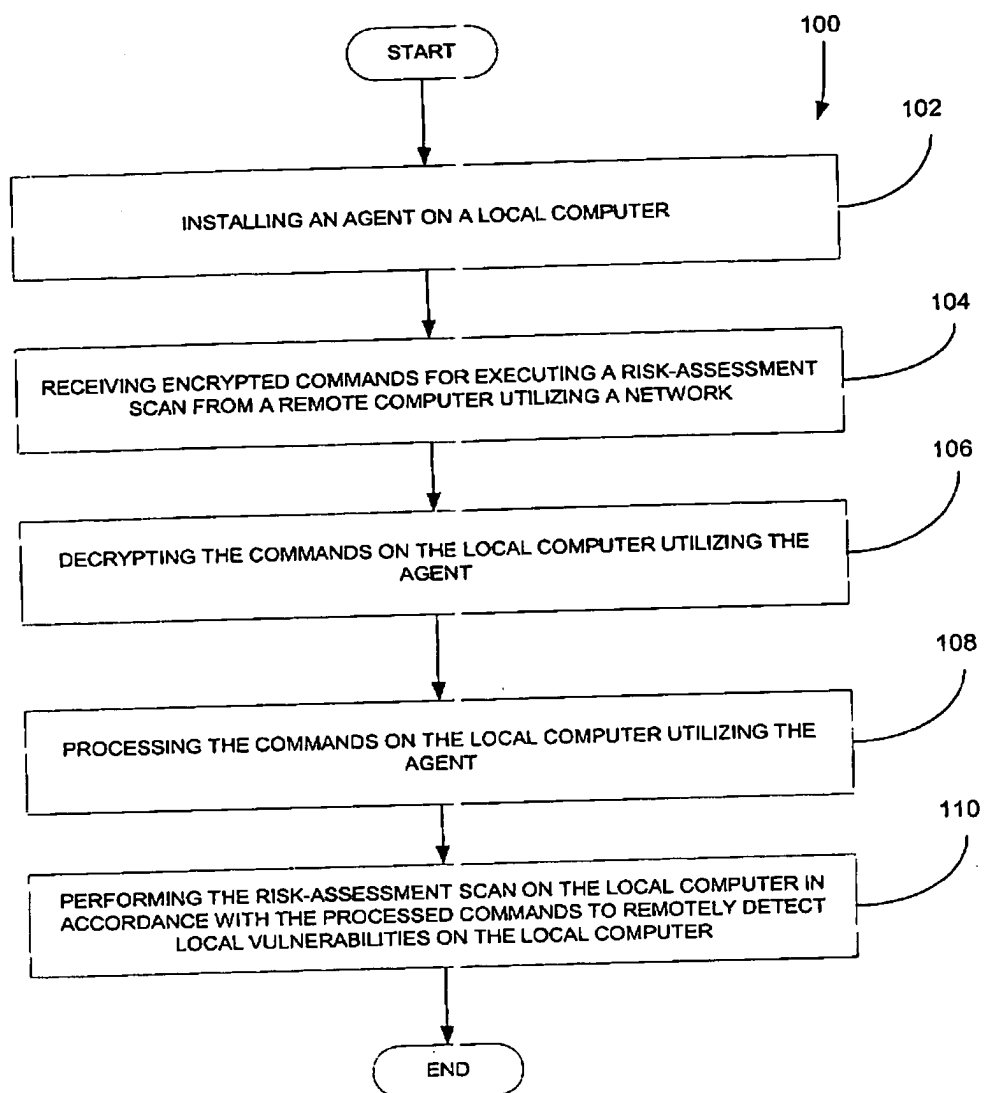 100
START
102
INSTALLING AN AGENT ON A LOCAL COMPUTER
104
RECEIVING ENCRYPTED COMMANDS FOR EXECUTING A RISK-ASSESSMENT
SCAN FROM A REMOTE COMPUTER UTILIZING A NETWORK
106
DECRYPTING THE COMMANDS ON THE LOCAL COMPUTER UTILIZING THE
AGENT
108
PROCESSING THE COMMANDS ON THE LOCAL COMPUTER UTILIZING THE
AGENT
110
PERFORMING THE RISK-ASSESSMENT SCAN ON THE LOCAL COMPUTER IN
ACCORDANCE WITH THE PROCESSED COMMANDS TO REMOTELY DETECT
LOCAL VULNERABILITIES ON THE LOCAL COMPUTER
END